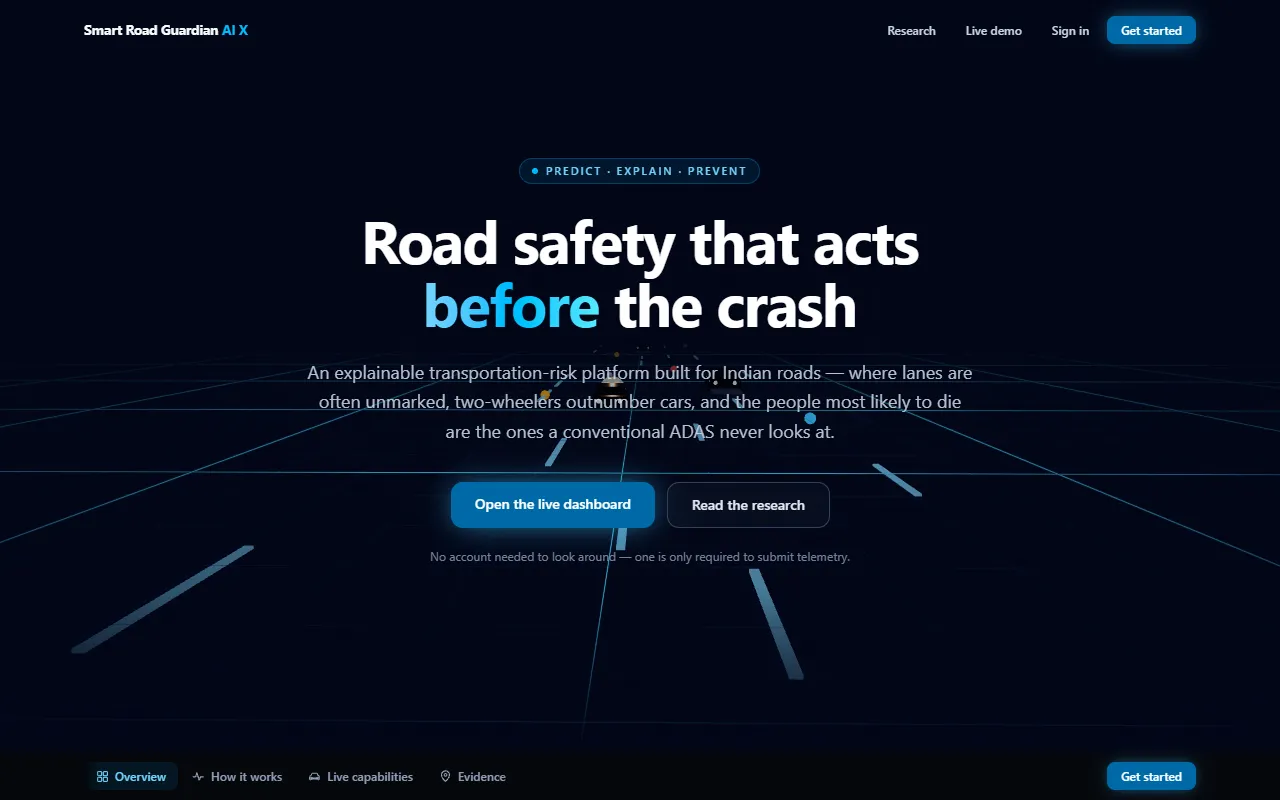 Smart Road Guardian AI X
Research
Live demo
Sign in
Get started
PREDICT · EXPLAIN · PREVENT
Road safety that acts
before the crash
An explainable transportation-risk platform built for Indian roads — where lanes are
often unmarked, two-wheelers outnumber cars, and the people most likely to die
are the ones a conventional ADAS never looks at.
Open the live dashboard
Read the research
No account needed to look around — one is only required to submit telemetry.
Overview
How it works
Live capabilities
Evidence
Get started